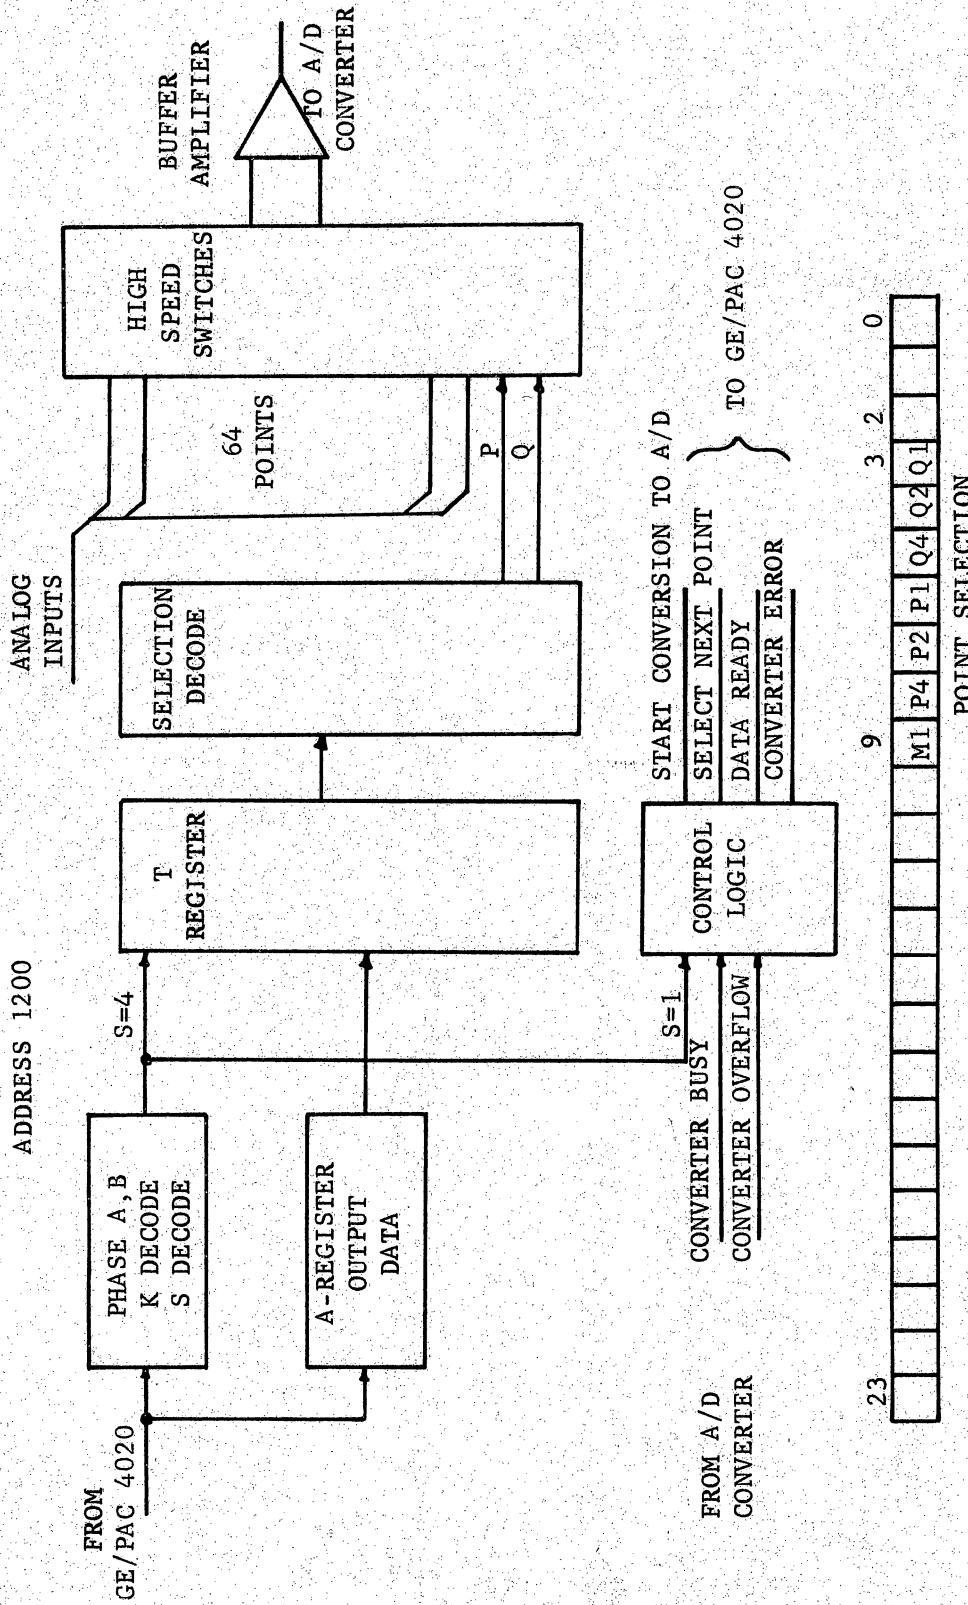 ADDRESS 1200
FROM
GE/PAC 4020
PHASE A,B
K DECODE
S DECODE
A-REGISTER
OUTPUT
DATA
S=4
T
REGISTER
SELECTION
DECODE
ANALOG
INPUTS
64
POINTS
P
Q
HIGH
SPEED
SWITCHES
BUFFER
AMPLIFIER
TO A/D
CONVERTER
FROM A/D
CONVERTER
S=1
CONVERTER BUSY
CONVERTER OVERFLOW
CONTROL
LOGIC
START CONVERSION TO A/D
SELECT NEXT POINT
DATA READY
CONVERTER ERROR
TO GE/PAC 4020
23 9 3 2 0
M1 P4 P2 P1 Q4 Q2 Q1
POINT SELECTION